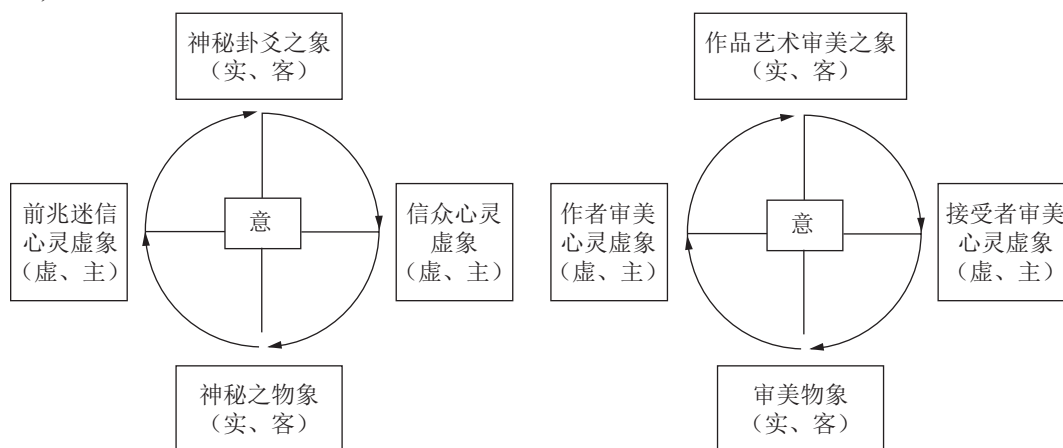 神秘卦爻之象
（实、客）
前兆迷信
心灵虚象
（虚、主）
意
信众心灵
虚象
（虚、主）
神秘之物象
（实、客）
作品艺术审美之象
（实、客）
作者审美
心灵虚象
（虚、主）
意
接受者审美
心灵虚象
（虚、主）
审美物象
（实、客）